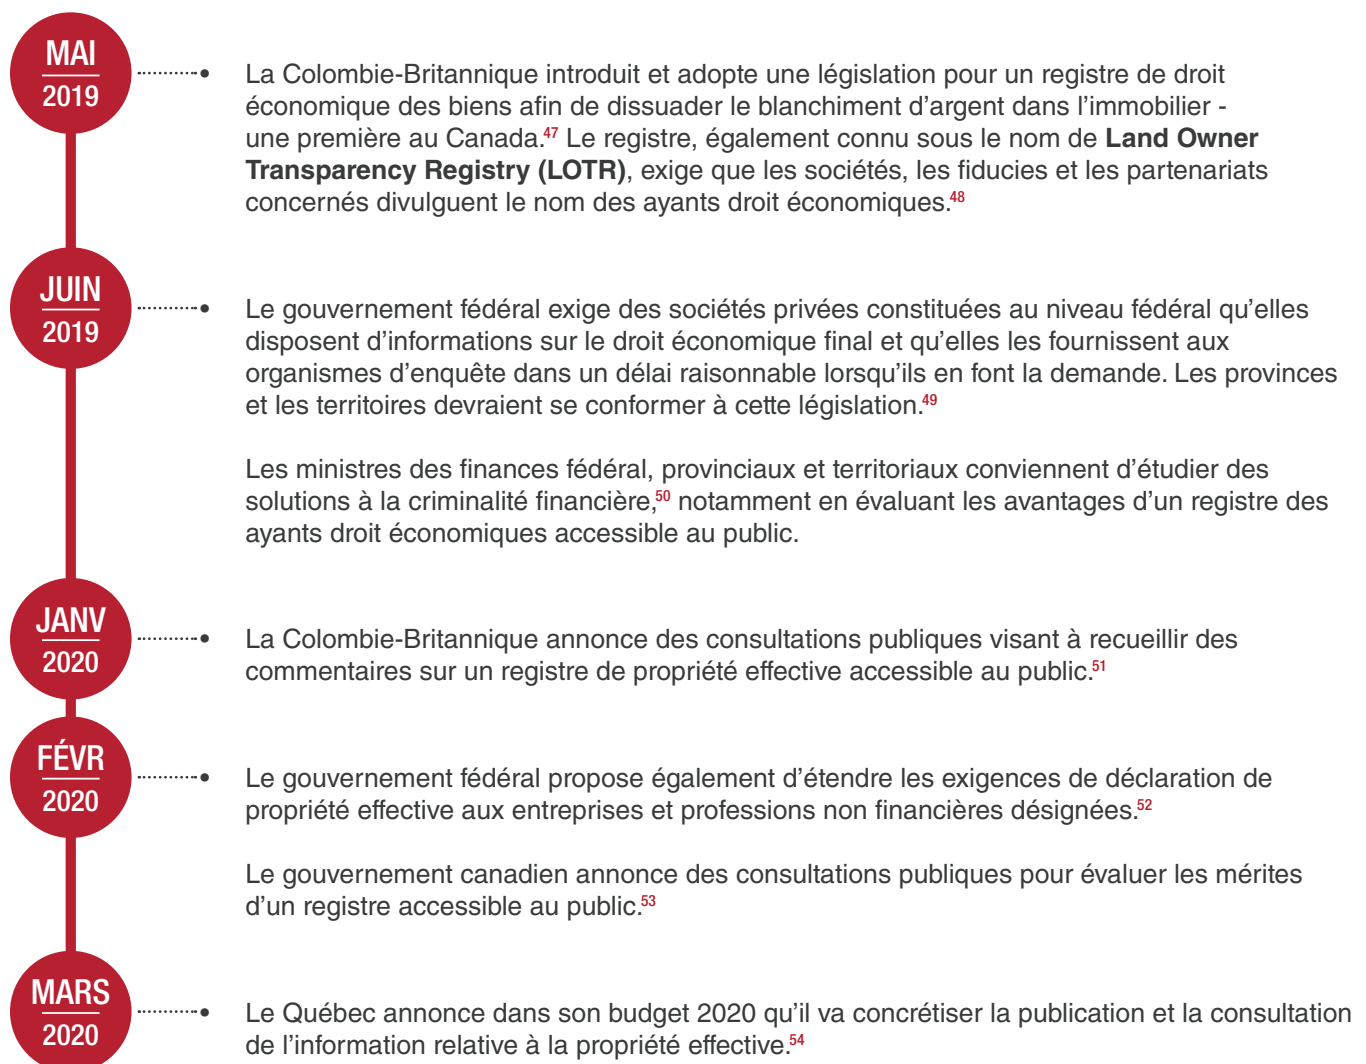 MAI
2019
La Colombie-Britannique introduit et adopte une législation pour un registre de droit
économique des biens afin de dissuader le blanchiment d’argent dans l’immobilier -
une première au Canada.47 Le registre, également connu sous le nom de Land Owner
Transparency Registry (LOTR), exige que les sociétés, les fiducies et les partenariats
concernés divulguent le nom des ayants droit économiques.48
JUIN
2019
Le gouvernement fédéral exige des sociétés privées constituées au niveau fédéral qu’elles
disposent d’informations sur le droit économique final et qu’elles les fournissent aux
organismes d’enquête dans un délai raisonnable lorsqu’ils en font la demande. Les provinces
et les territoires devraient se conformer à cette législation.49
Les ministres des finances fédéral, provinciaux et territoriaux conviennent d’étudier des
solutions à la criminalité financière,50 notamment en évaluant les avantages d’un registre des
ayants droit économiques accessible au public.
JANV
2020
La Colombie-Britannique annonce des consultations publiques visant à recueillir des
commentaires sur un registre de propriété effective accessible au public.51
FÉVR
2020
Le gouvernement fédéral propose également d’étendre les exigences de déclaration de
propriété effective aux entreprises et professions non financières désignées.52
Le gouvernement canadien annonce des consultations publiques pour évaluer les mérites
d’un registre accessible au public.53
MARS
2020
Le Québec annonce dans son budget 2020 qu’il va concrétiser la publication et la consultation
de l’information relative à la propriété effective.54